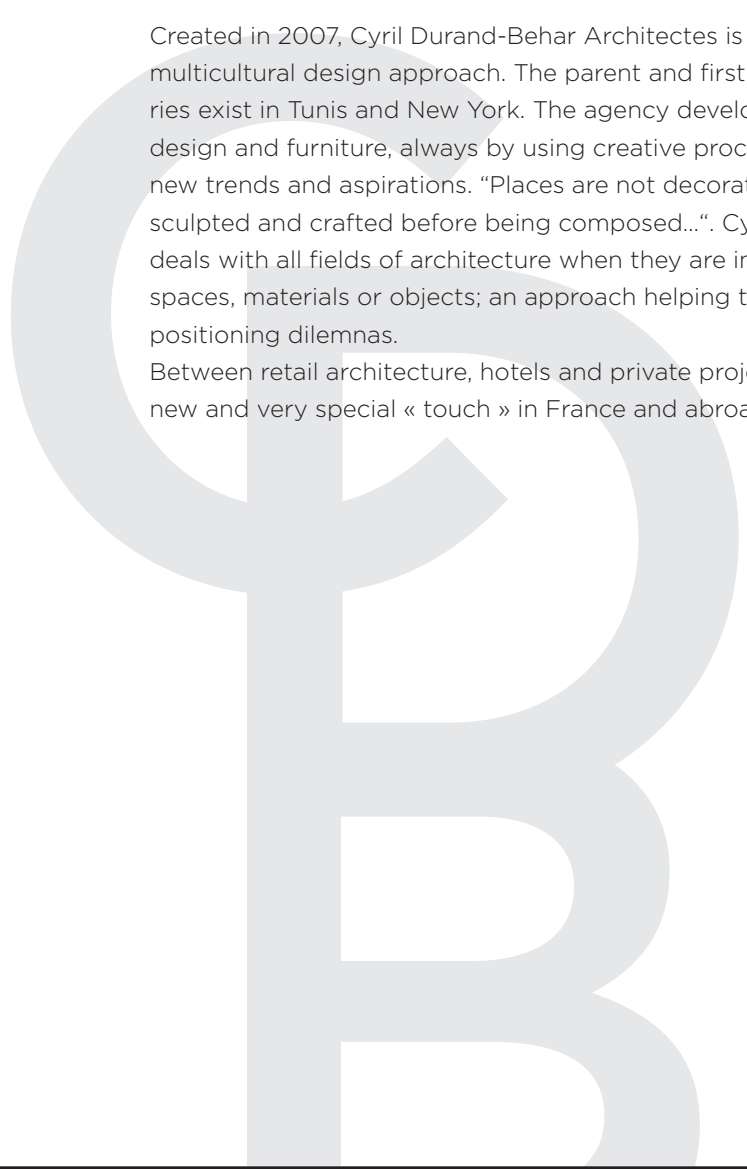 Created in 2007, Cyril Durand-Behar Architectes is
multicultural design approach. The parent and first
ries exist in Tunis and New York. The agency develo
design and furniture, always by using creative proc
new trends and aspirations. “Places are not decorat
sculpted and crafted before being composed...“. Cy
deals with all fields of architecture when they are in
spaces, materials or objects; an approach helping t
positioning dilemnas.
Between retail architecture, hotels and private proje
new and very special « touch » in France and abroa
CDB